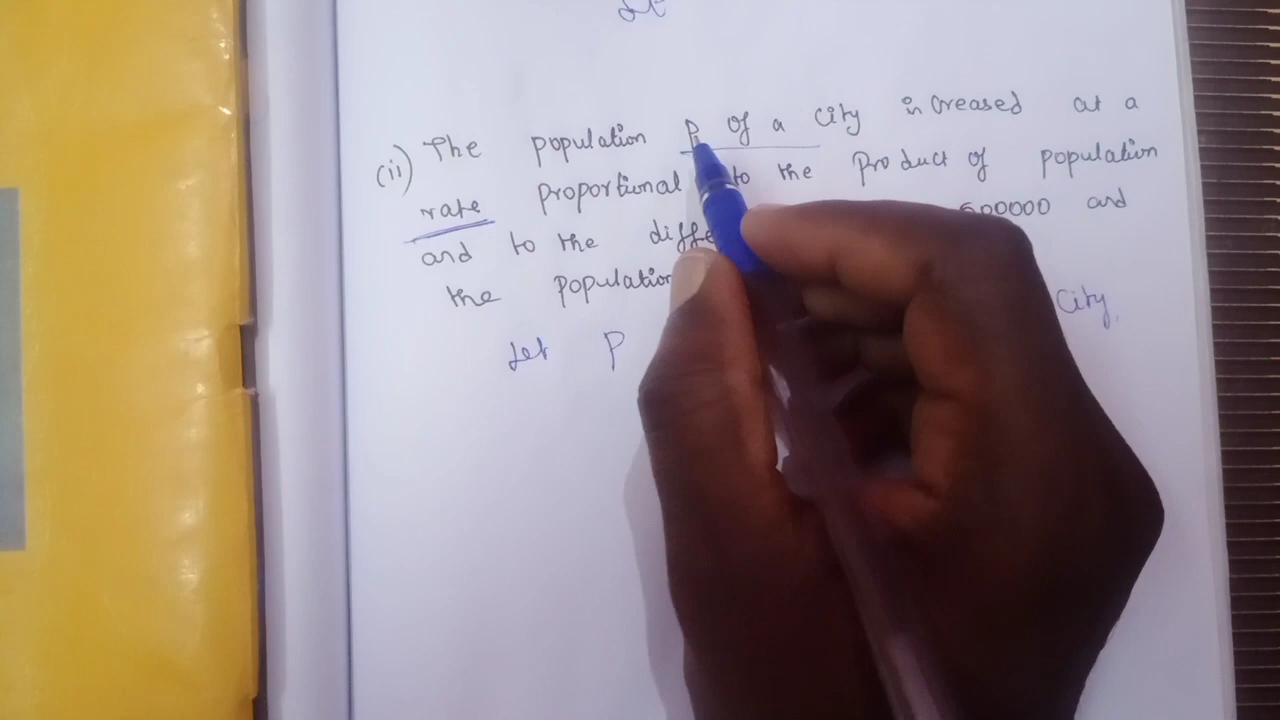 (ii) The population P of a city increased at a
rate proportional to the product of population
and to the 600000 and
the population
Let P City.